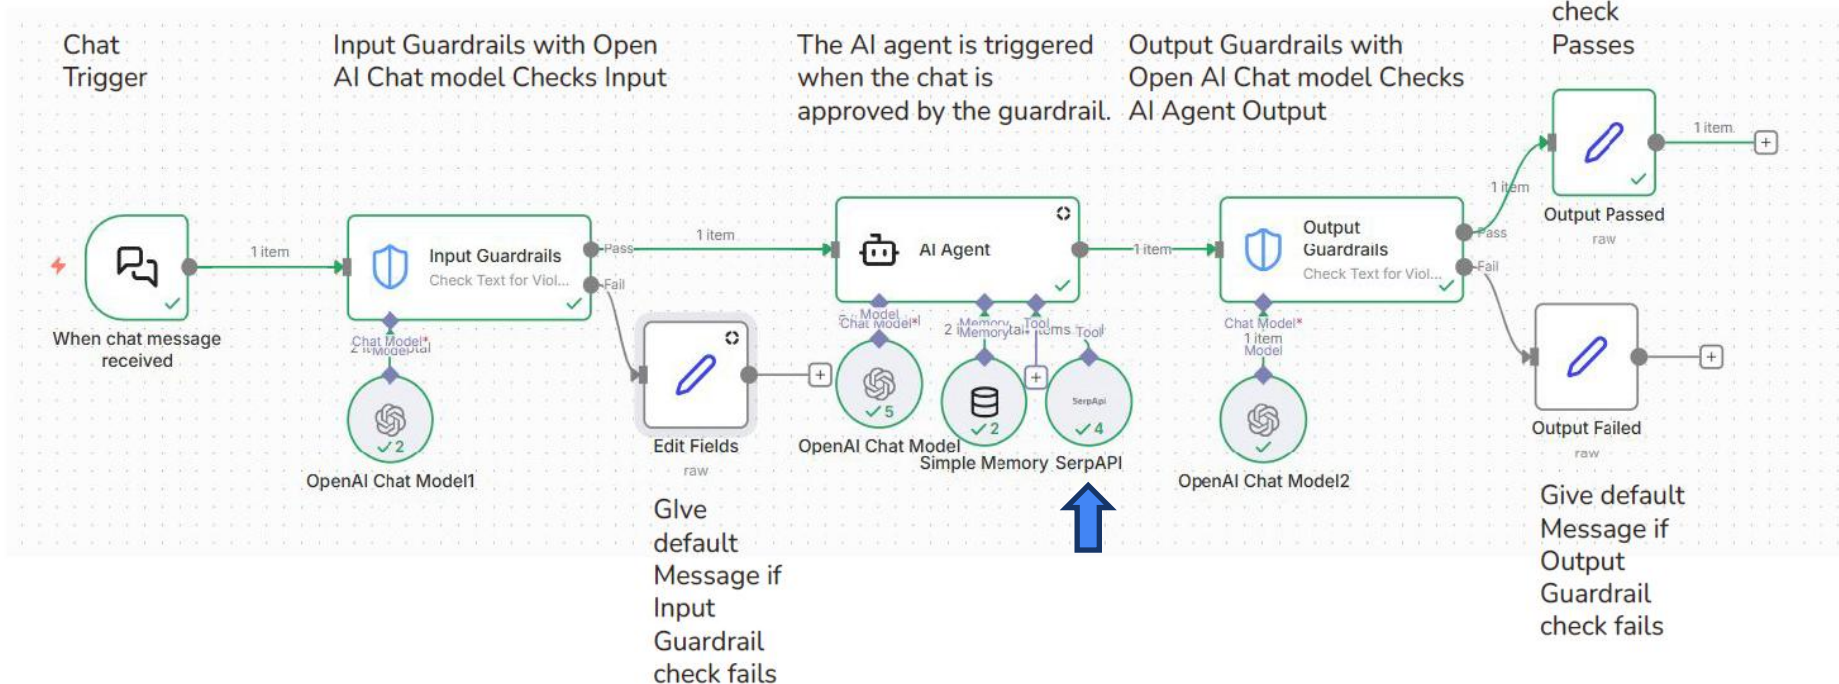 Chat
Trigger
Input Guardrails with Open
AI Chat model Checks Input
The AI agent is triggered
when the chat is
approved by the guardrail.
Output Guardrails with
Open AI Chat model Checks
AI Agent Output
check
Passes
When chat message
received
1 item
Input Guardrails
Check Text for Viol...
Pass
Fail
Chat Model*
Model
2
OpenAI Chat Model1
1 item
Edit Fields
raw
GIve
default
Message if
Input
Guardrail
check fails
AI Agent
Model
Chat Model*
5
OpenAI Chat Model
Memory
Memory
2
Simple Memory
Tool
Tool
SerpApi
4
SerpAPI
1 item
Output
Guardrails
Check Text for Viol...
Pass
Fail
Chat Model*
1 item
Model
OpenAI Chat Model2
1 item
Output Passed
raw
1 item
Output Failed
raw
Give default
Message if
Output
Guardrail
check fails